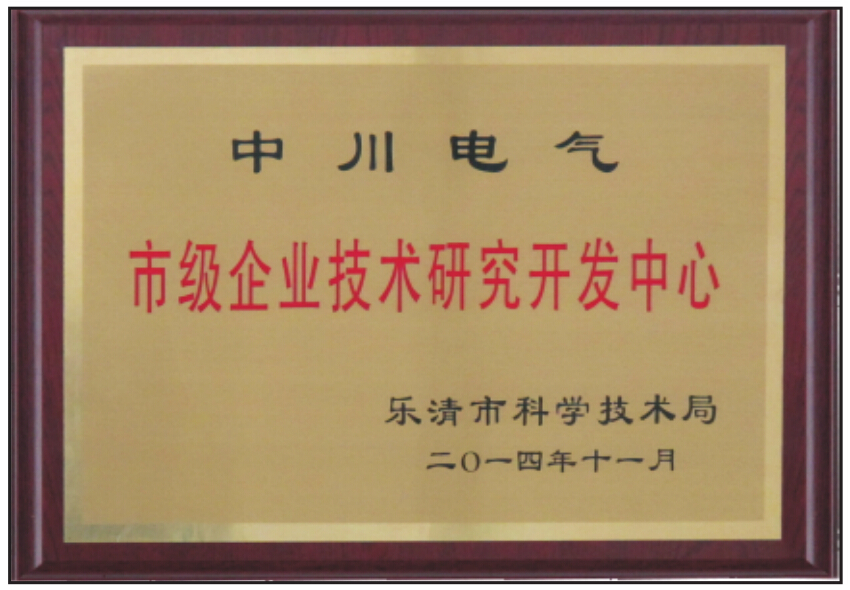 中川电气
市级企业技术研究开发中心
乐清市科学技术局
二〇一四年十一月